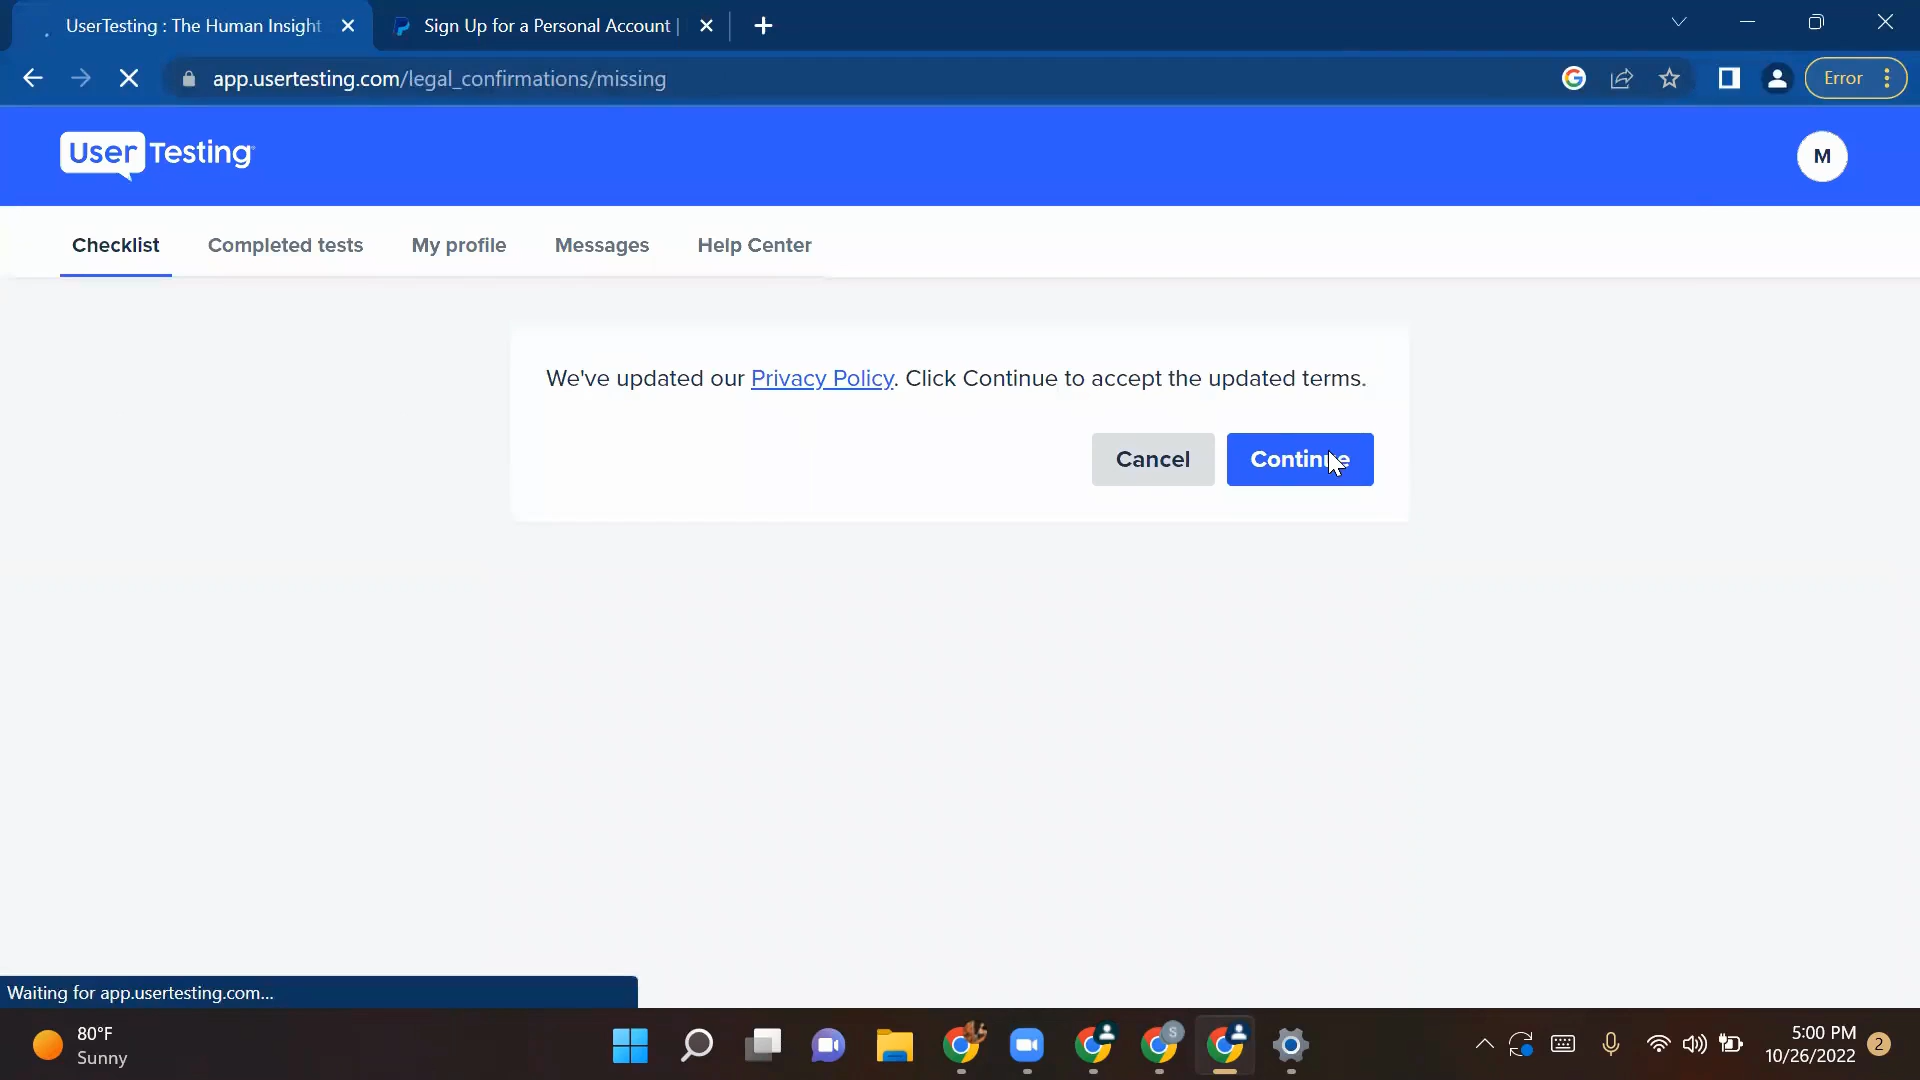 UserTesting : The Human Insight
Sign Up for a Personal Account |
app.usertesting.com/legal_confirmations/missing
Error
User Testing
M
Checklist
Completed tests
My profile
Messages
Help Center
We've updated our Privacy Policy. Click Continue to accept the updated terms.
Cancel
Continue
Waiting for app.usertesting.com...
80°F
Sunny
S
5:00 PM
10/26/2022
2